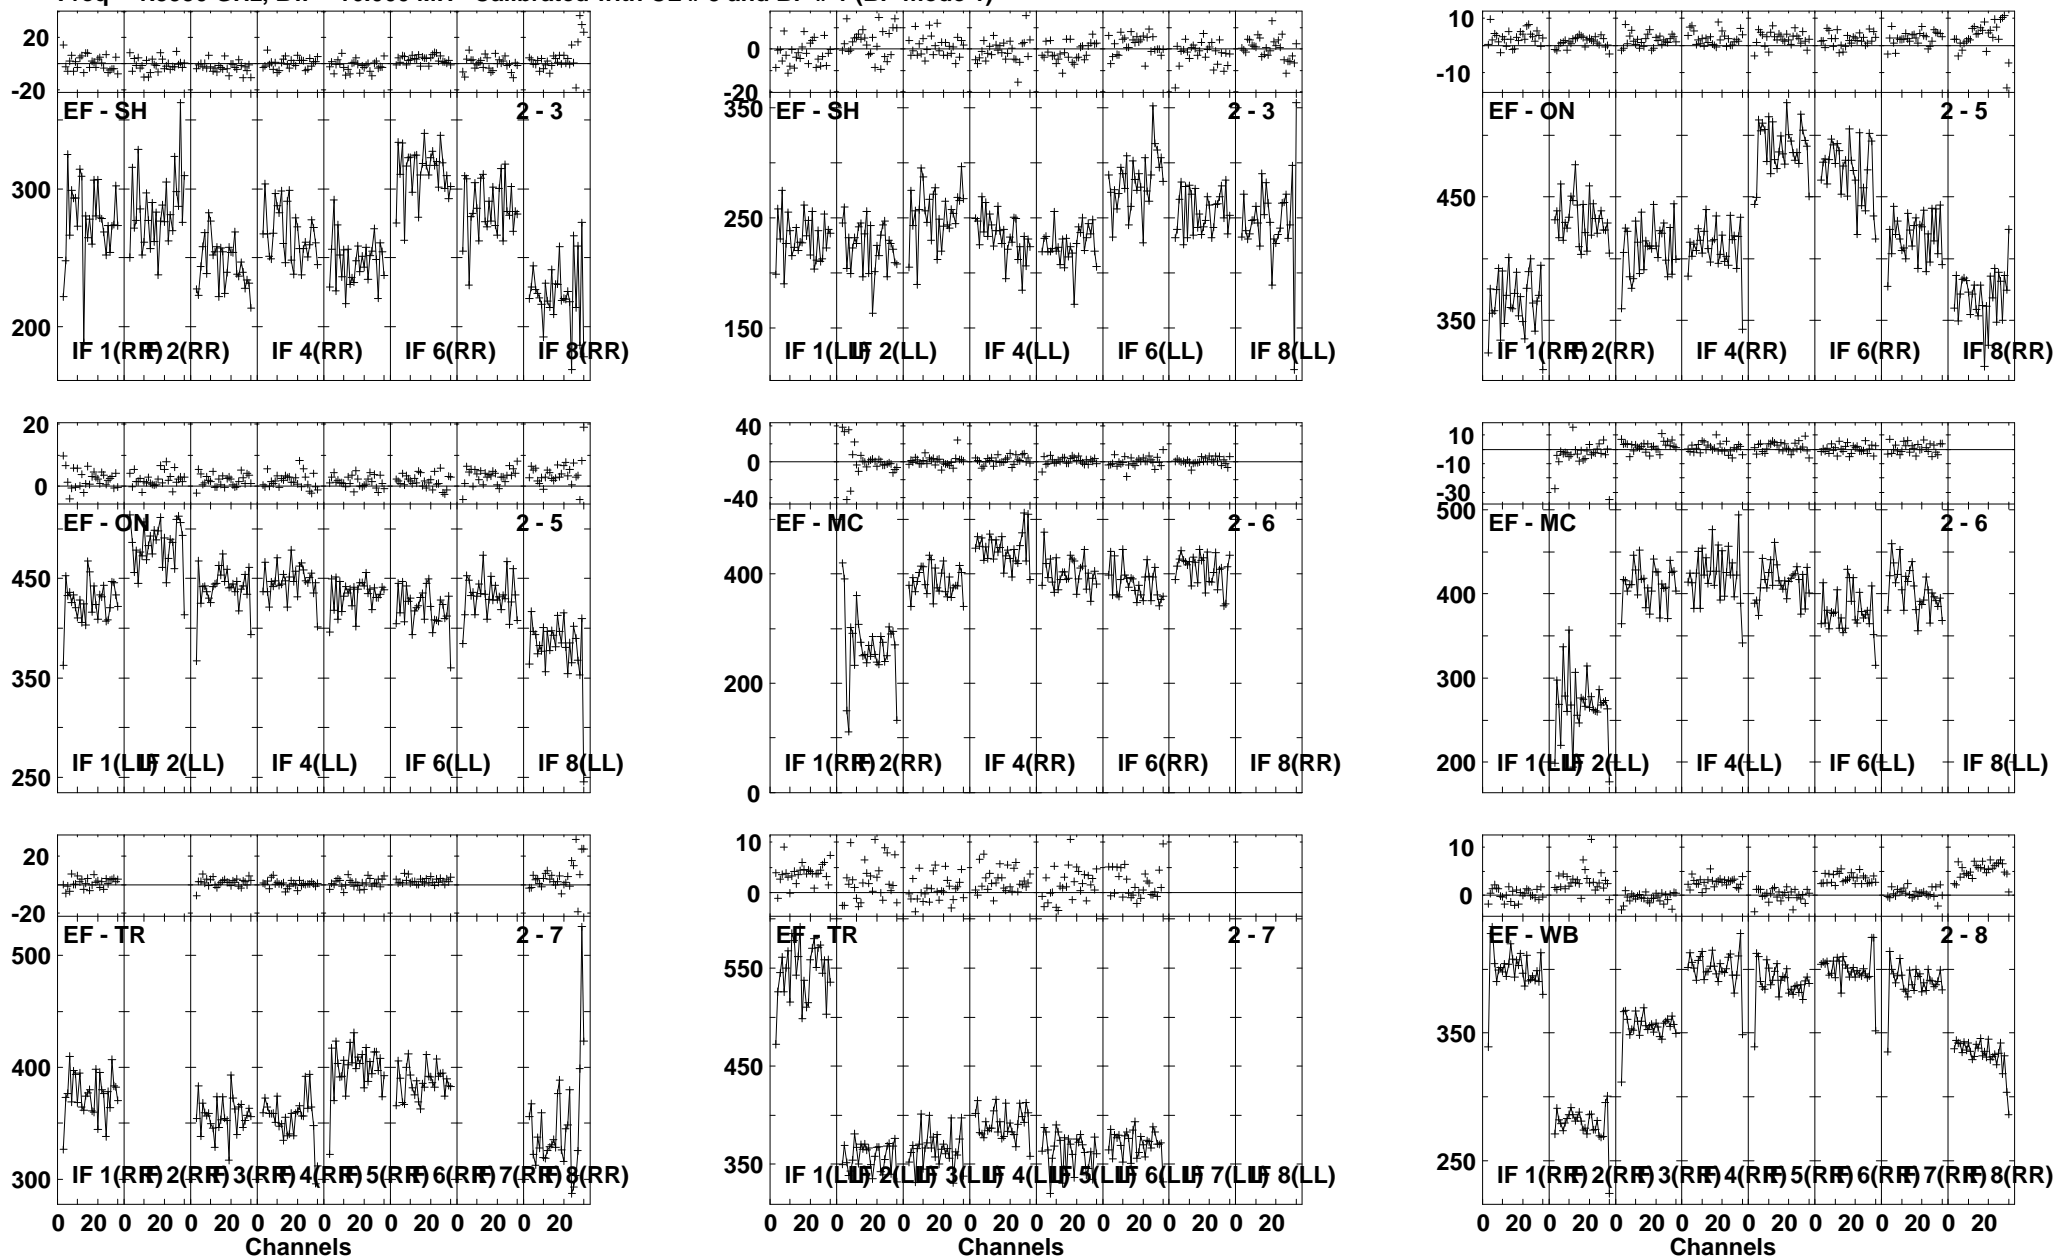 20
0
-20
EF - SH
2 - 3
300
200
IF 1(RR)
IF 2(RR)
IF 4(RR)
IF 6(RR)
IF 8(RR)
0
-20
350
EF - SH
2 - 3
250
150
IF 1(LL)
IF 2(LL)
IF 4(LL)
IF 6(LL)
IF 8(LL)
10
-10
EF - ON
2 - 5
450
350
IF 1(RR)
IF 2(RR)
IF 4(RR)
IF 6(RR)
IF 8(RR)
20
0
EF - ON
2 - 5
450
350
250
IF 1(LL)
IF 2(LL)
IF 4(LL)
IF 6(LL)
IF 8(LL)
40
0
-40
EF - MC
2 - 6
400
200
0
IF 1(RR)
IF 2(RR)
IF 4(RR)
IF 6(RR)
IF 8(RR)
10
-10
-30
500
EF - MC
2 - 6
400
300
200
IF 1(LL)
IF 2(LL)
IF 4(LL)
IF 6(LL)
IF 8(LL)
20
0
-20
EF - TR
2 - 7
500
400
300
IF 1(RR)
IF 2(RR)
IF 3(RR)
IF 4(RR)
IF 5(RR)
IF 6(RR)
IF 7(RR)
IF 8(RR)
0 20 0 20 0 20 0 20 0 20 0 20 0 20 0 20
Channels
10
0
EF - TR
2 - 7
550
450
350
IF 1(LL)
IF 2(LL)
IF 3(LL)
IF 4(LL)
IF 5(LL)
IF 6(LL)
IF 7(LL)
IF 8(LL)
0 20 0 20 0 20 0 20 0 20 0 20 0 20 0 20
Channels
10
0
EF - WB
2 - 8
350
250
IF 1(RR)
IF 2(RR)
IF 3(RR)
IF 4(RR)
IF 5(RR)
IF 6(RR)
IF 7(RR)
IF 8(RR)
0 20 0 20 0 20 0 20 0 20 0 20 0 20 0 20
Channels